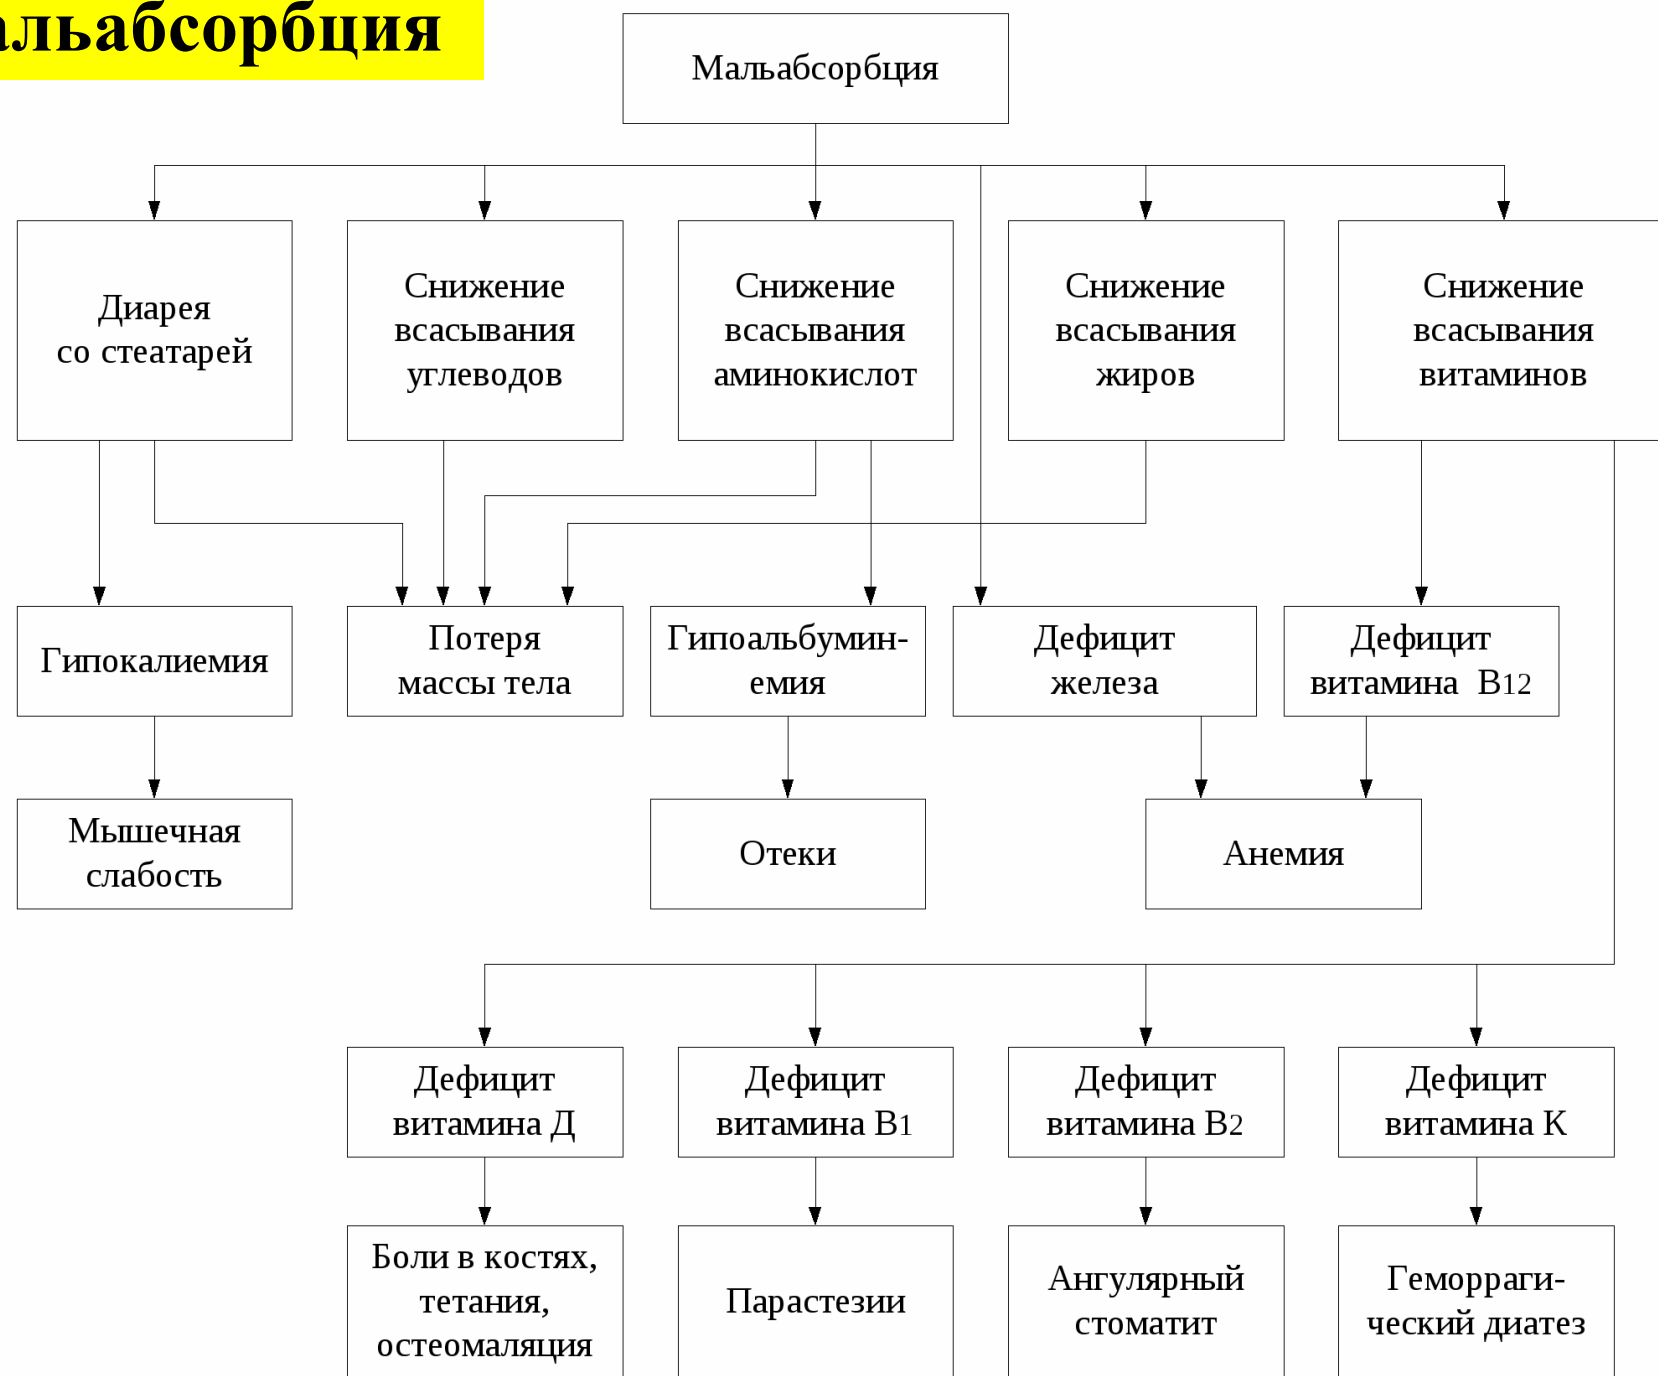 альабсорбция
Мальабсорбция
Диарея
со стеатарей
Снижение
всасывания
углеводов
Снижение
всасывания
аминокислот
Снижение
всасывания
жиров
Снижение
всасывания
витаминов
Гипокалиемия
Потеря
массы тела
Гипоальбумин-
емия
Дефицит
железа
Дефицит
витамина В12
Мышечная
слабость
Отеки
Анемия
Дефицит
витамина Д
Дефицит
витамина В1
Дефицит
витамина В2
Дефицит
витамина К
Боли в костях,
тетания,
остеомаляция
Парастезии
Ангулярный
стоматит
Геморраги-
ческий диатез